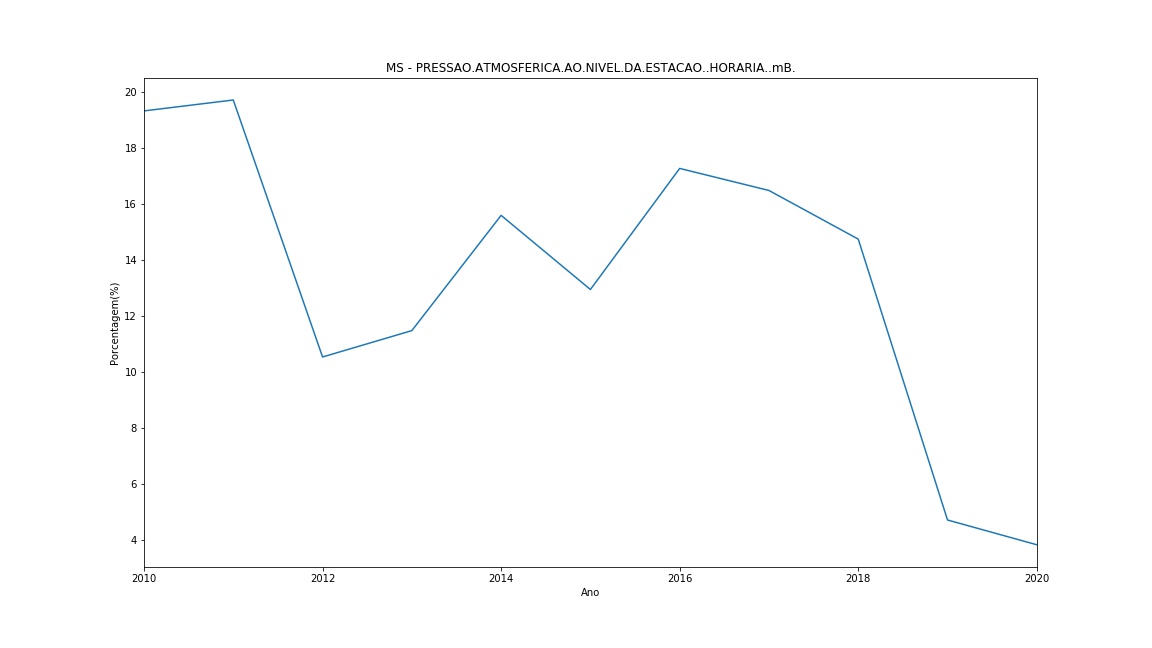 MS - PRESSAO.ATMOSFERICA.AO.NIVEL.DA.ESTACAO..HORARIA..mB.
20
18
16
14
12
10
8
6
4
Porcentagem(%)
2010 2012 2014 2016 2018 2020
Ano